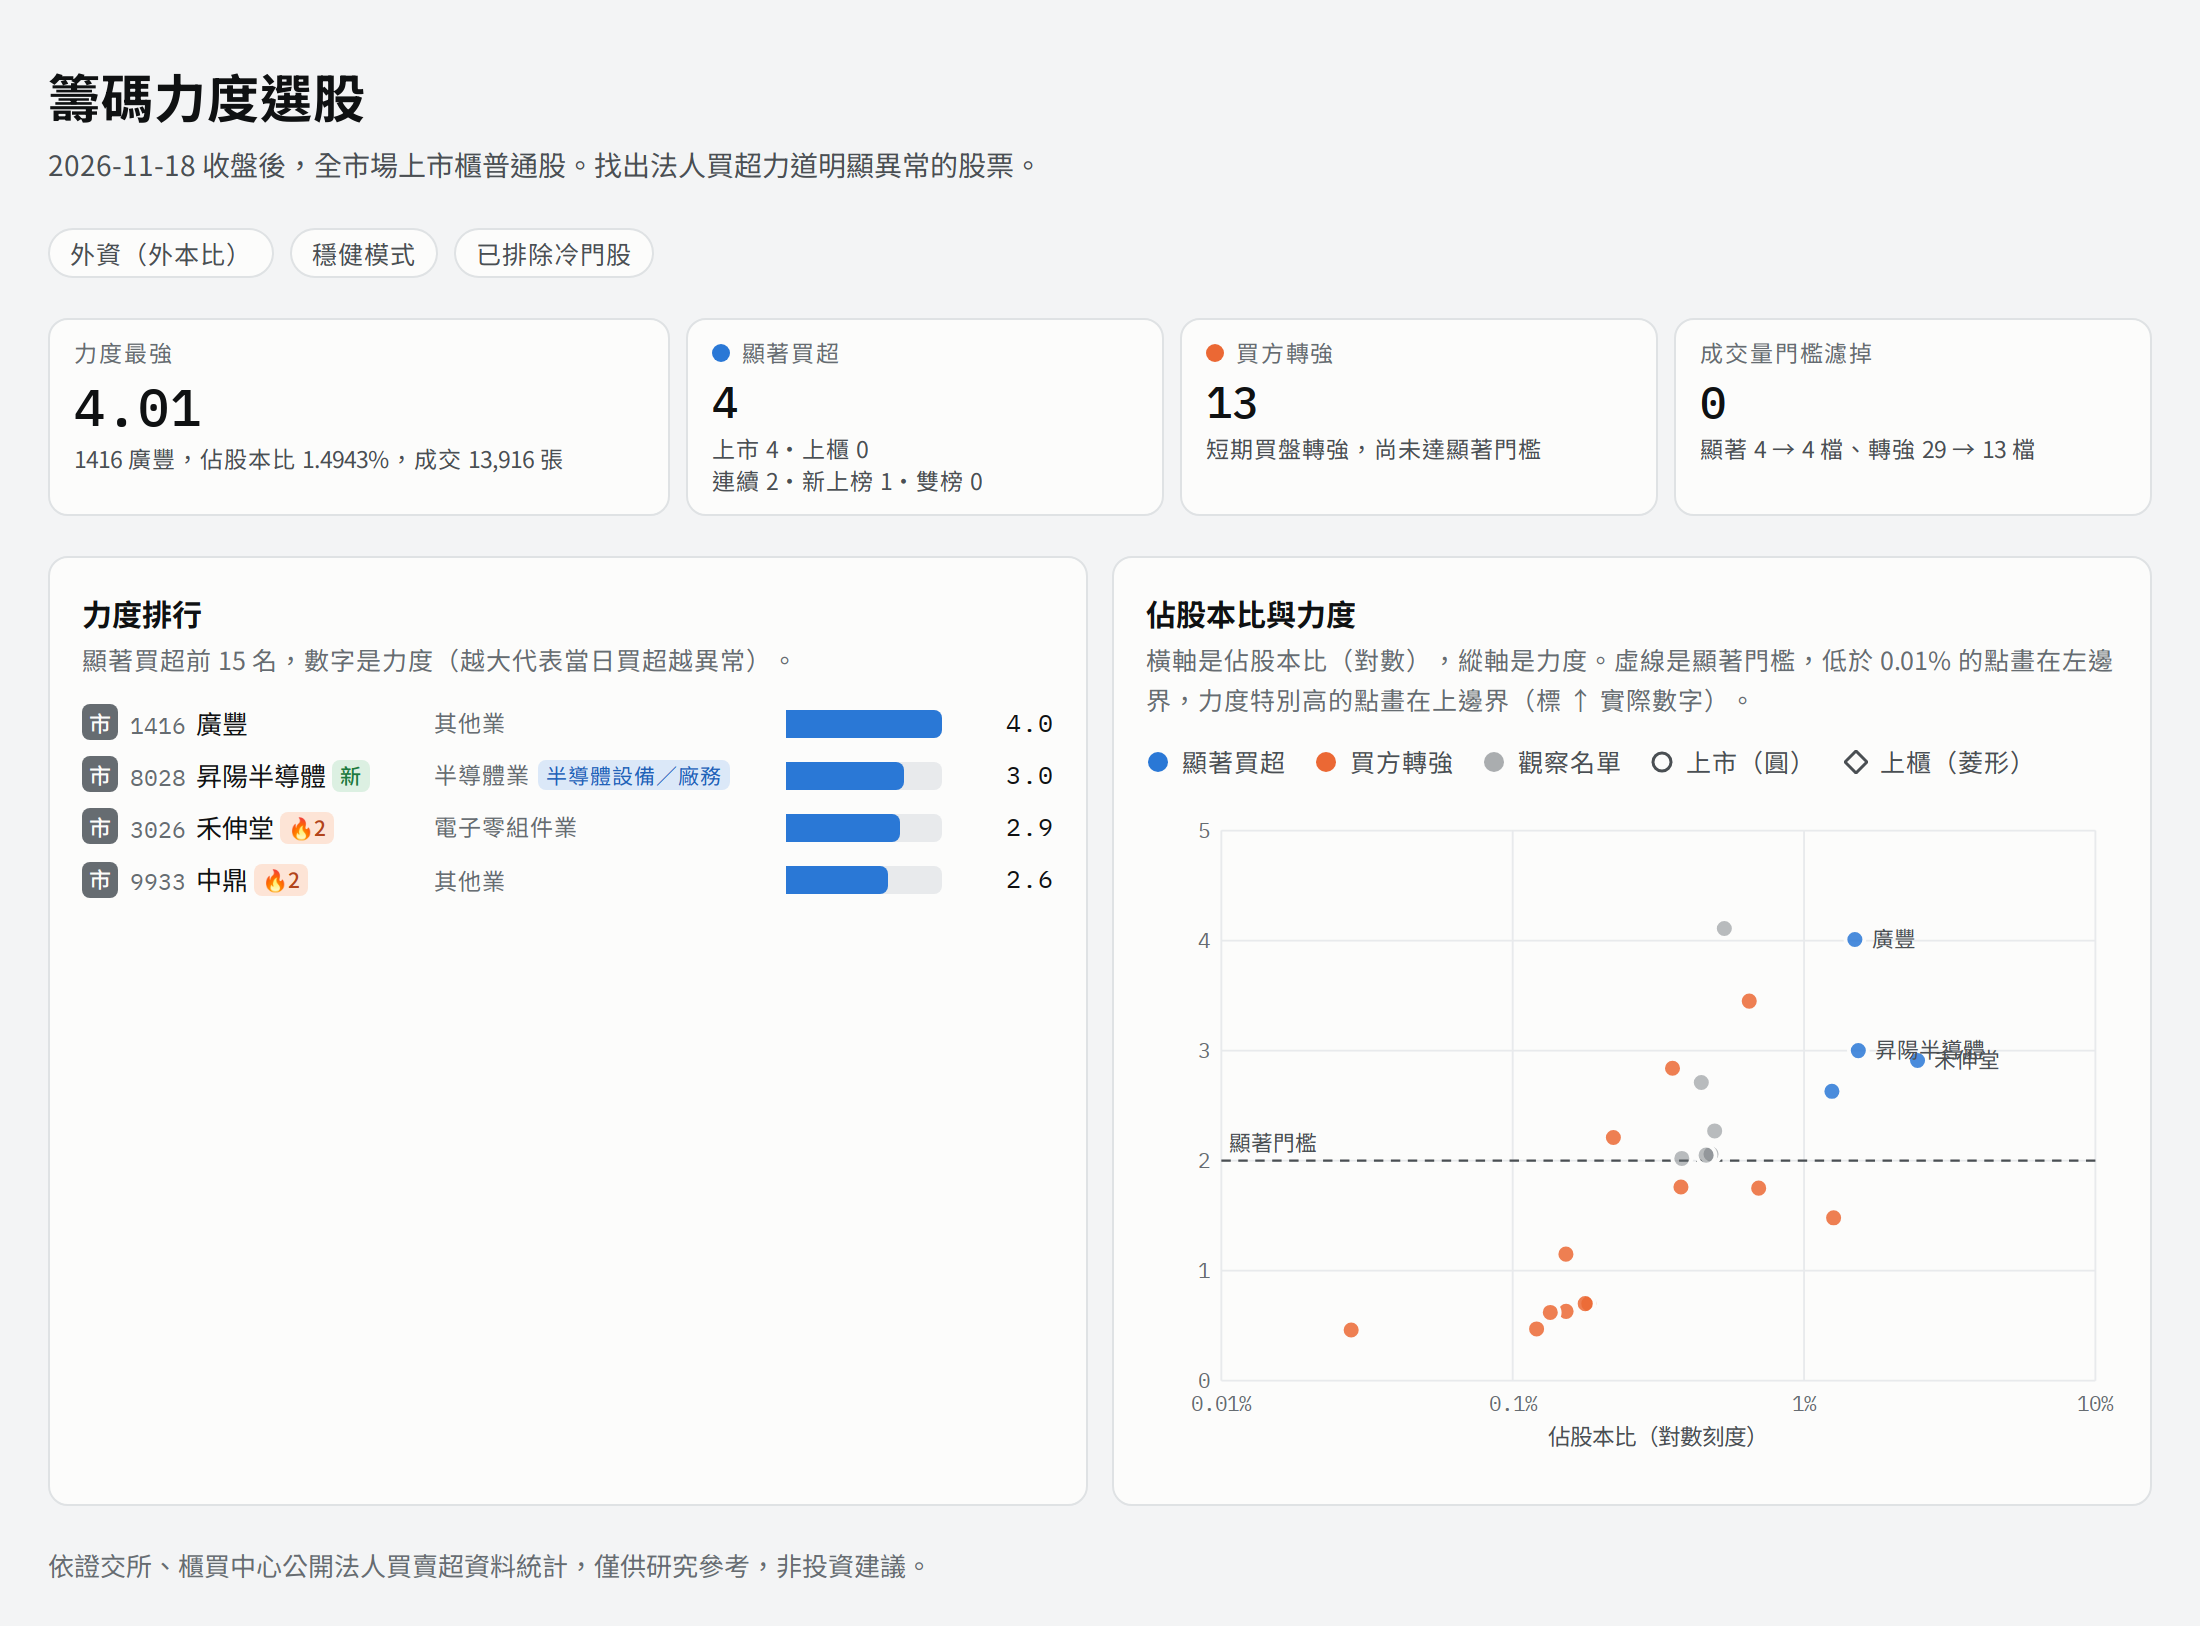 籌碼力度選股
2026-11-18 收盤後，全市場上市櫃普通股。找出法人買超力道明顯異常的股票。
外資（外本比）
穩健模式
已排除冷門股
力度最強
4.01
1416 廣豐，佔股本比 1.4943%，成交 13,916 張
顯著買超
4
上市 4・上櫃 0
連續 2・新上榜 1・雙榜 0
買方轉強
13
短期買盤轉強，尚未達顯著門檻
成交量門檻濾掉
0
顯著 4 → 4 檔、轉強 29 → 13 檔
力度排行
顯著買超前 15 名，數字是力度（越大代表當日買超越異常）。
市 1416 廣豐 其他業 4.0
市 8028 昇陽半導體 新 半導體業 半導體設備／廠務 3.0
市 3026 禾伸堂 🔥2 電子零組件業 2.9
市 9933 中鼎 🔥2 其他業 2.6
佔股本比與力度
橫軸是佔股本比（對數），縱軸是力度。虛線是顯著門檻，低於 0.01% 的點畫在左邊
界，力度特別高的點畫在上邊界（標 ↑ 實際數字）。
顯著買超 買方轉強 觀察名單 上市（圓） 上櫃（菱形）
5
4
廣豐
3
昇陽半導體
禾伸堂
顯著門檻
2
1
0
0.01% 0.1% 1% 10%
佔股本比（對數刻度）
依證交所、櫃買中心公開法人買賣超資料統計，僅供研究參考，非投資建議。